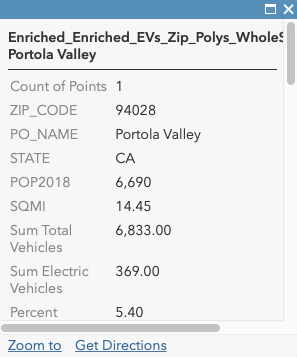 Enriched_Enriched_EVs_Zip_Polys_Whole
Portola Valley
Count of Points 1
ZIP_CODE 94028
PO_NAME Portola Valley
STATE CA
POP2018 6,690
SQMI 14.45
Sum Total Vehicles 6,833.00
Sum Electric Vehicles 369.00
Percent 5.40
Zoom to Get Directions